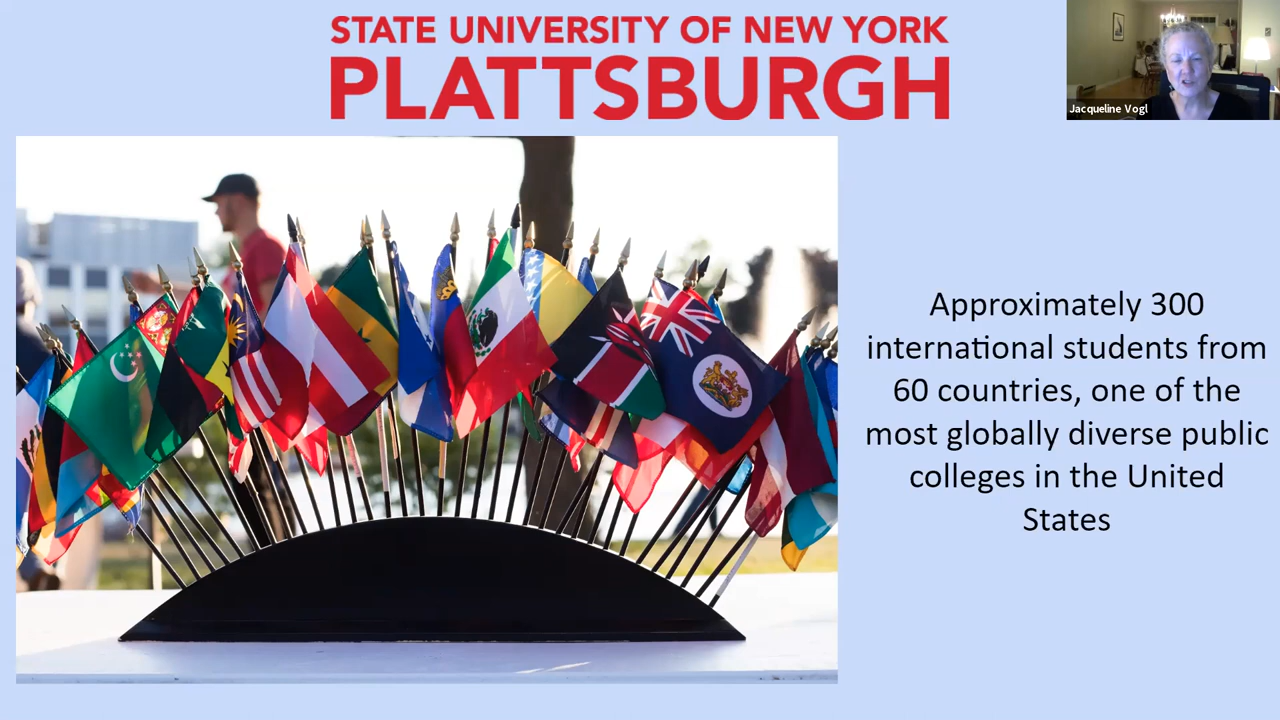 STATE UNIVERSITY OF NEW YORK
PLATTSBURGH
Jacqueline Vogl
Approximately 300
international students from
60 countries, one of the
most globally diverse public
colleges in the United
States